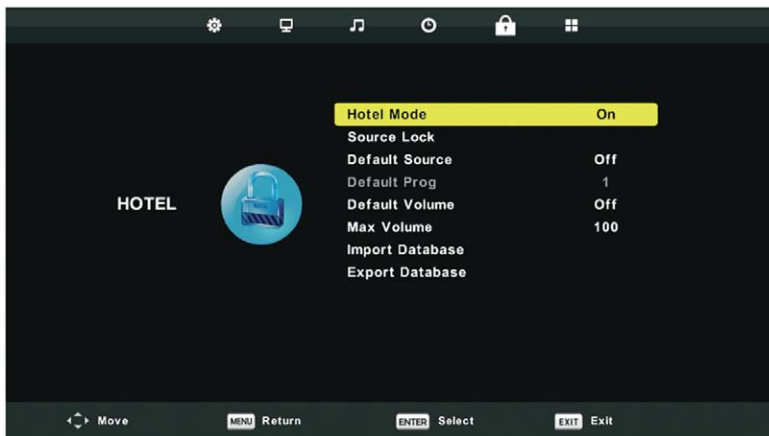 HOTEL
Hotel Mode On
Source Lock
Default Source Off
Default Prog 1
Default Volume Off
Max Volume 100
Import Database
Export Database
Move MENU Return ENTER Select EXIT Exit